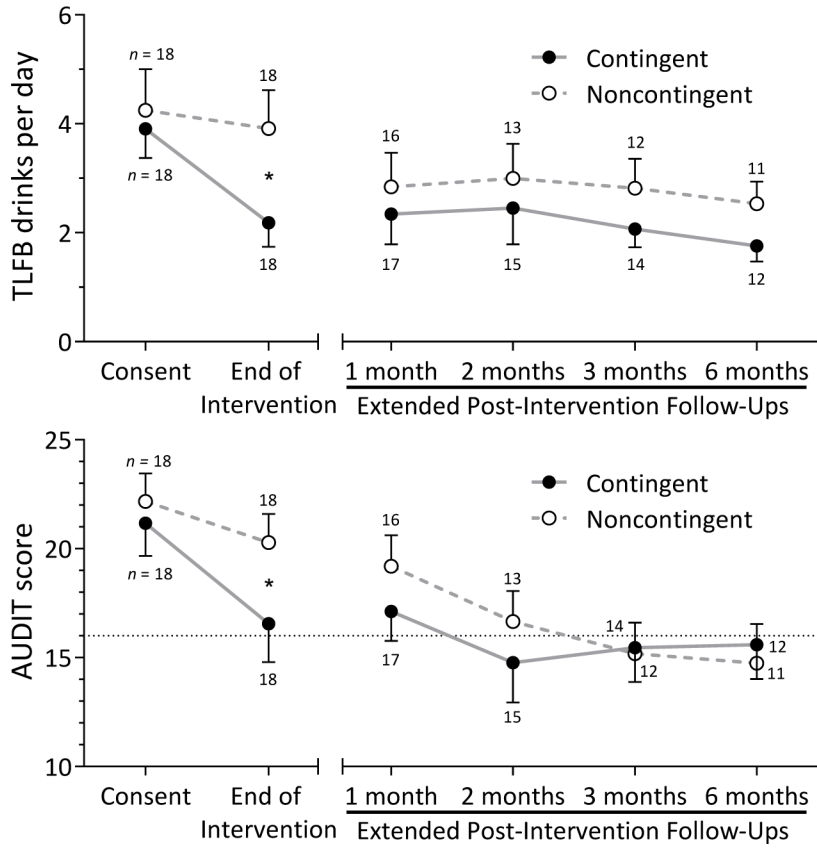 6
4
2
0
TLFB drinks per day
Contingent
Noncontingent
n = 18
18
16
13
12
11
*
n = 18
18
17
15
14
12
Consent
End of
Intervention
1 month
2 months
3 months
6 months
Extended Post-Intervention Follow-Ups
25
20
15
10
AUDIT score
Contingent
Noncontingent
n = 18
18
16
13
14
12
*
n = 18
18
17
15
12
11
Consent
End of
Intervention
1 month
2 months
3 months
6 months
Extended Post-Intervention Follow-Ups